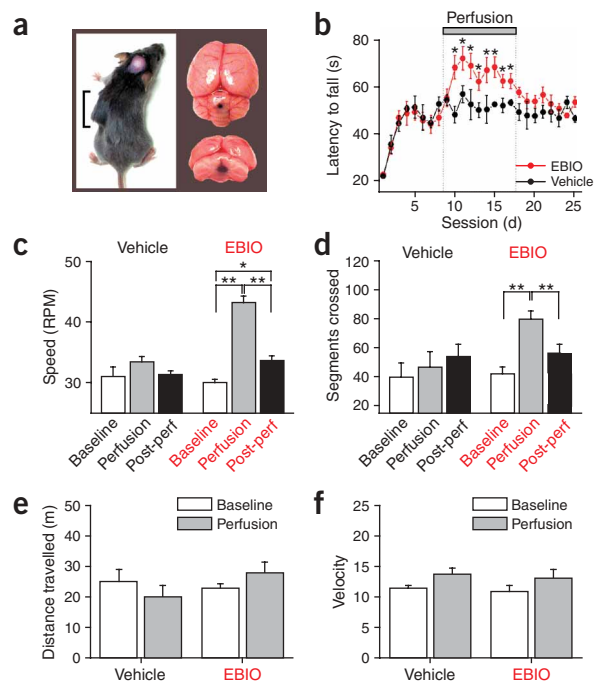 a
b
Perfusion
Latency to fall (s)
80
60
40
20
* * * * * * * *
EBIO
Vehicle
5 10 15 20 25
Session (d)
c
Vehicle EBIO
Speed (RPM)
50
40
30
*
** **
Baseline Perfusion Post-perf Baseline Perfusion Post-perf
d
Vehicle EBIO
Segments crossed
120
100
80
60
40
20
** **
Baseline Perfusion Post-perf Baseline Perfusion Post-perf
e
Distance travelled (m)
60
50
40
30
20
10
0
Baseline
Perfusion
Vehicle EBIO
f
Velocity
25
20
15
10
5
0
Baseline
Perfusion
Vehicle EBIO